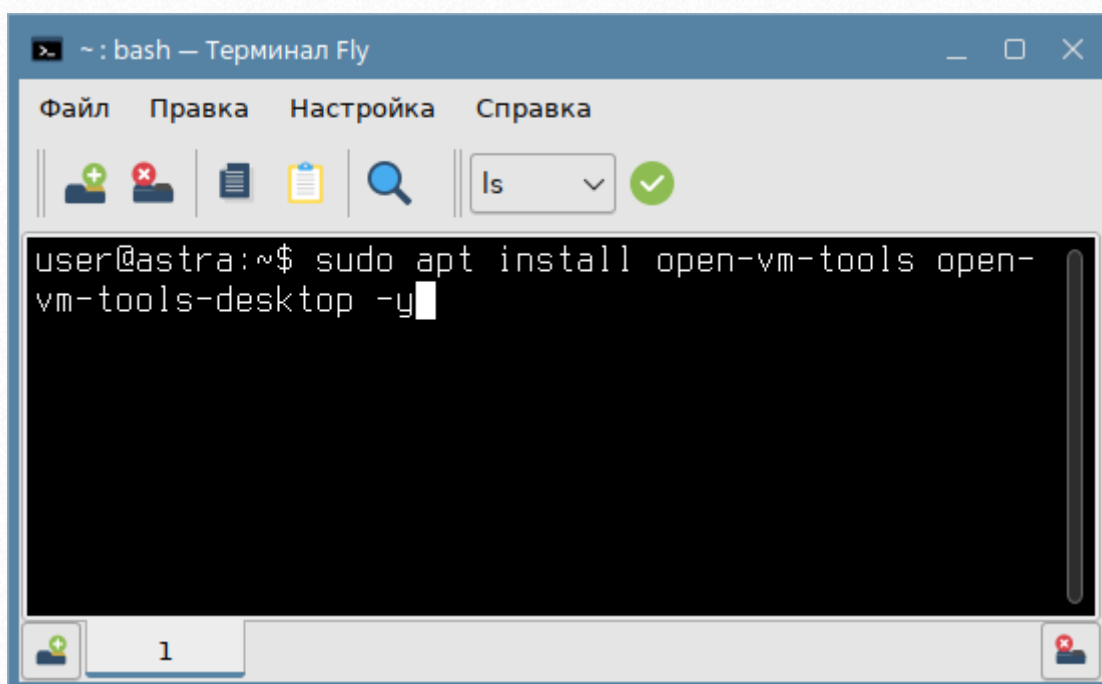 ~ : bash — Терминал Fly
Файл Правка Настройка Справка
ls
user@astra:~$ sudo apt install open-vm-tools open-
vm-tools-desktop -y
1